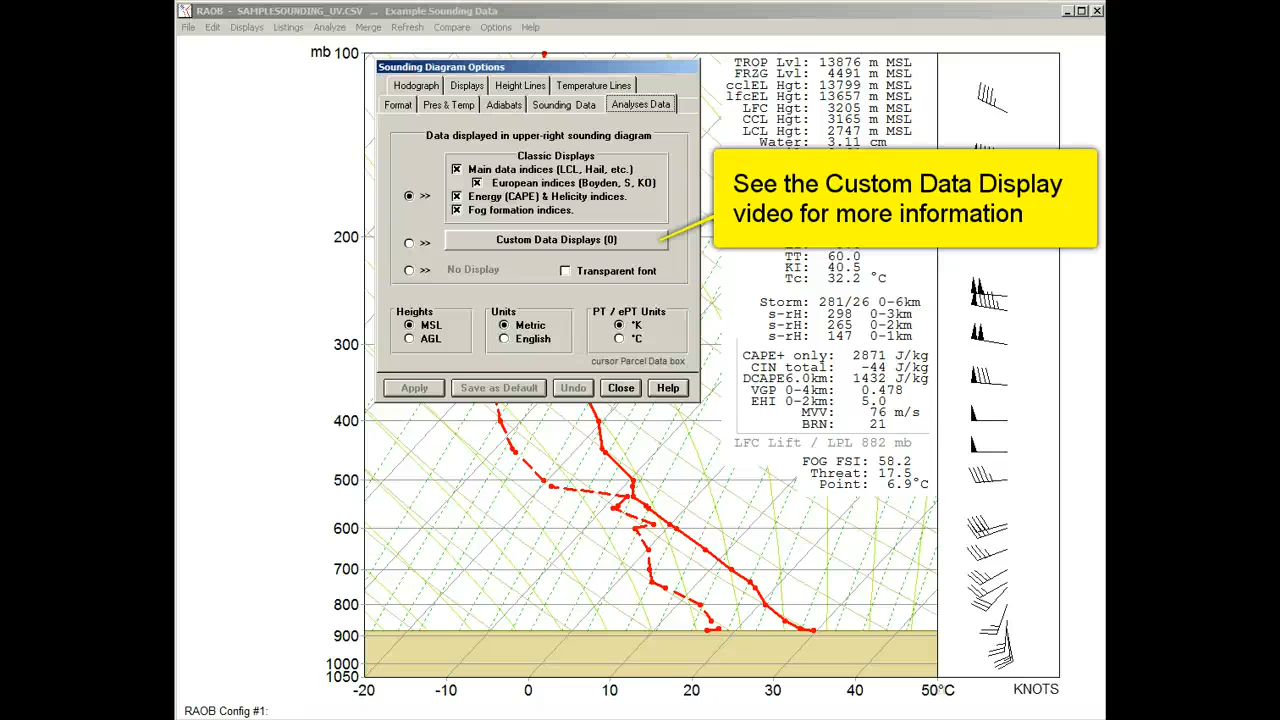 RAOB - SAMPLESOUNDING_UV.CSV ... Example Sounding Data
File Edit Displays Listings Analyze Merge Refresh Compare Options Help
mb 100
200
300
400
500
600
700
800
900
1000
1050
-20 -10 0 10 20 30 40 50°C KNOTS
RAOB Config #1:
Sounding Diagram Options
Hodograph Displays Height Lines Temperature Lines
Format Pres & Temp Adiabats Sounding Data Analyses Data
Data displayed in upper-right sounding diagram
Classic Displays
Main data indices (LCL, Hail, etc.)
European indices (Boyden, S, KO)
>> Energy (CAPE) & Helicity indices.
Fog formation indices.
>> Custom Data Displays (0)
>> No Display Transparent font
Heights Units PT / ePT Units
MSL Metric °K
AGL English °C
cursor Parcel Data box
Apply Save as Default Undo Close Help
TROP Lvl: 13876 m MSL
FRZG Lvl: 4491 m MSL
cclEL Hgt: 13799 m MSL
lfcEL Hgt: 13657 m MSL
LFC Hgt: 3205 m MSL
CCL Hgt: 3165 m MSL
LCL Hgt: 2747 m MSL
Water: 3.11 cm
See the Custom Data Display
video for more information
TT: 60.0
KI: 40.5
Tc: 32.2 °C
Storm: 281/26 0-6km
s-rH: 298 0-3km
s-rH: 265 0-2km
s-rH: 147 0-1km
CAPE+ only: 2871 J/kg
CIN total: -44 J/kg
DCAPE6.0km: 1432 J/kg
VGP 0-4km: 0.478
EHI 0-2km: 5.0
MVV: 76 m/s
BRN: 21
LFC Lift / LPL 882 mb
FOG FSI: 58.2
Threat: 17.5
Point: 6.9°C